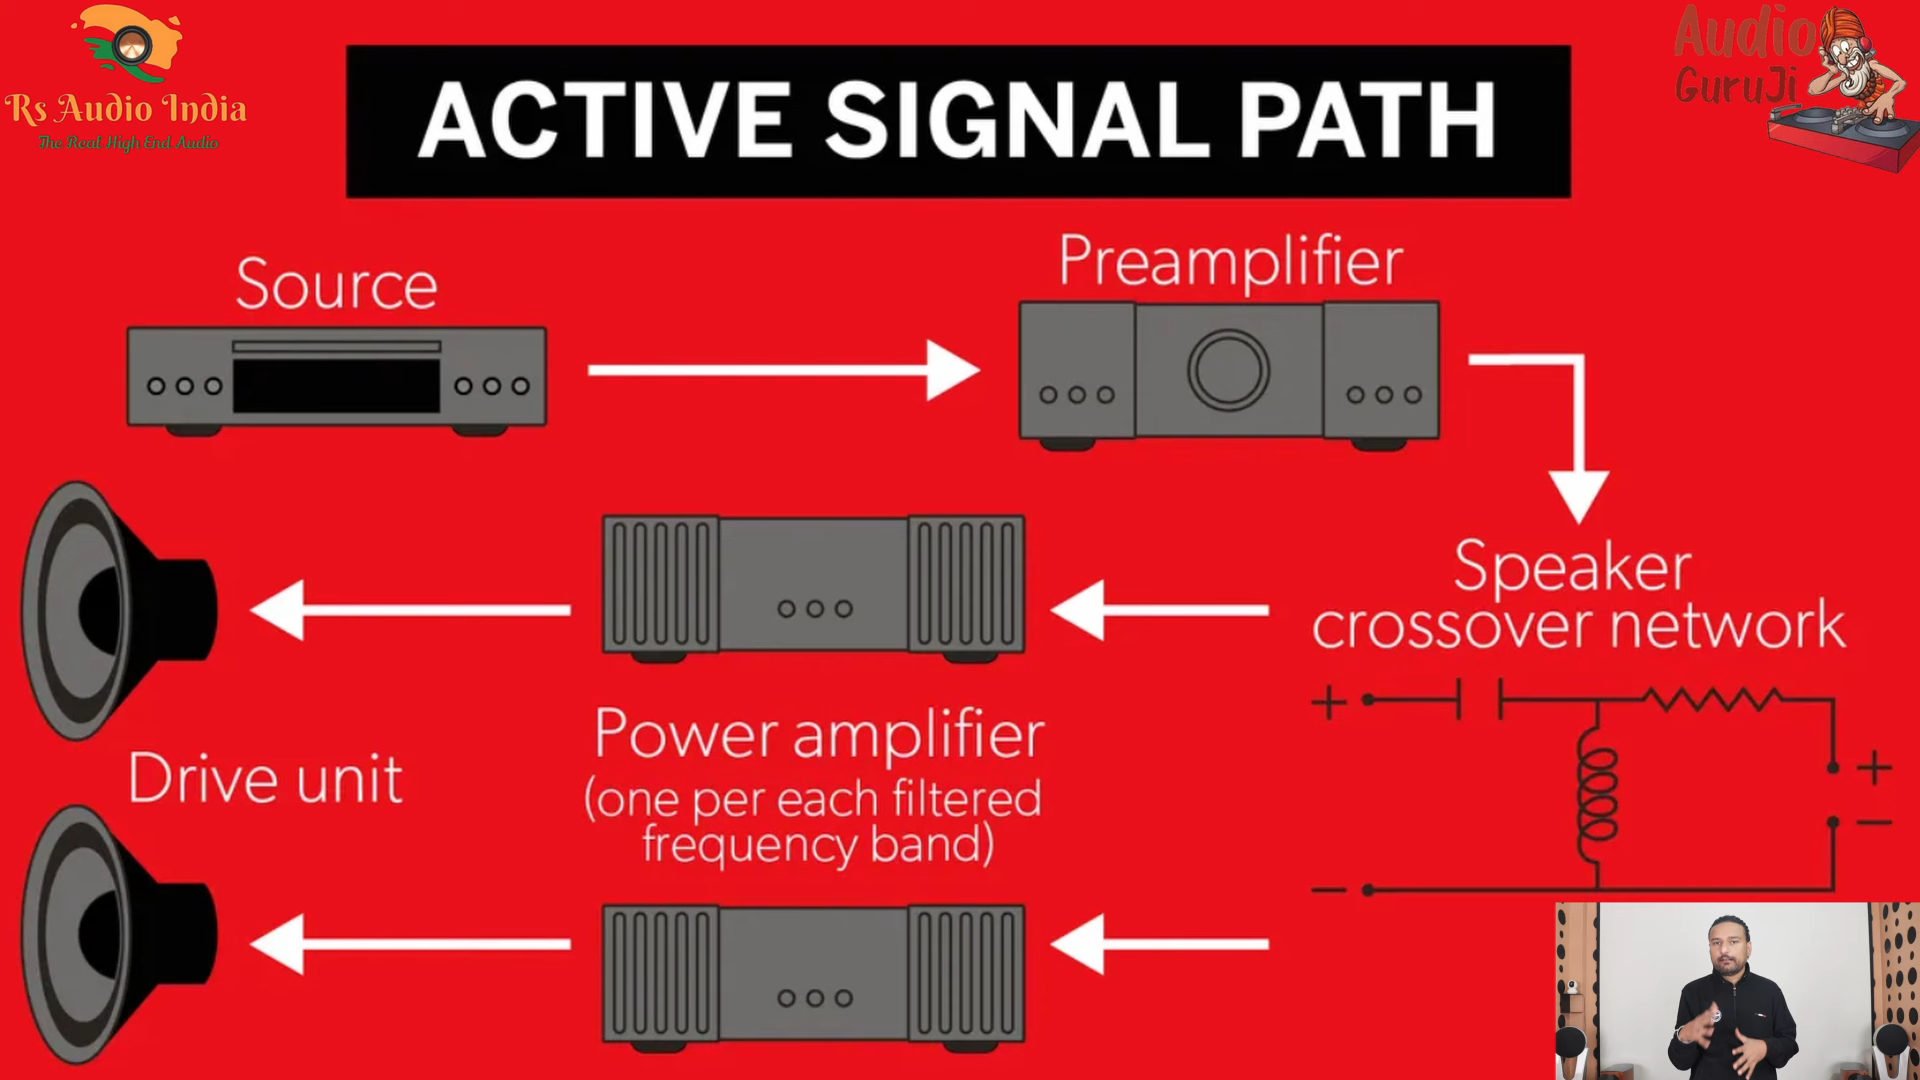 Rs Audio India
The Real High End Audio
ACTIVE SIGNAL PATH
Audio
GuruJi
Source
Preamplifier
Speaker
crossover network
+
+
−
−
Power amplifier
(one per each filtered
frequency band)
Drive unit